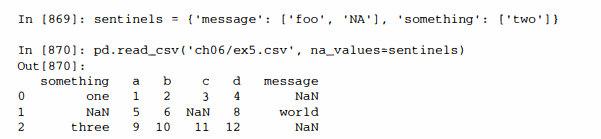 In [869]: sentinels = {'message': ['foo', 'NA'], 'something': ['two']}
In [870]: pd.read_csv('ch06/ex5.csv', na_values=sentinels)
Out[870]:
something a b c d message
0 one 1 2 3 4 NaN
1 NaN 5 6 NaN 8 world
2 three 9 10 11 12 NaN